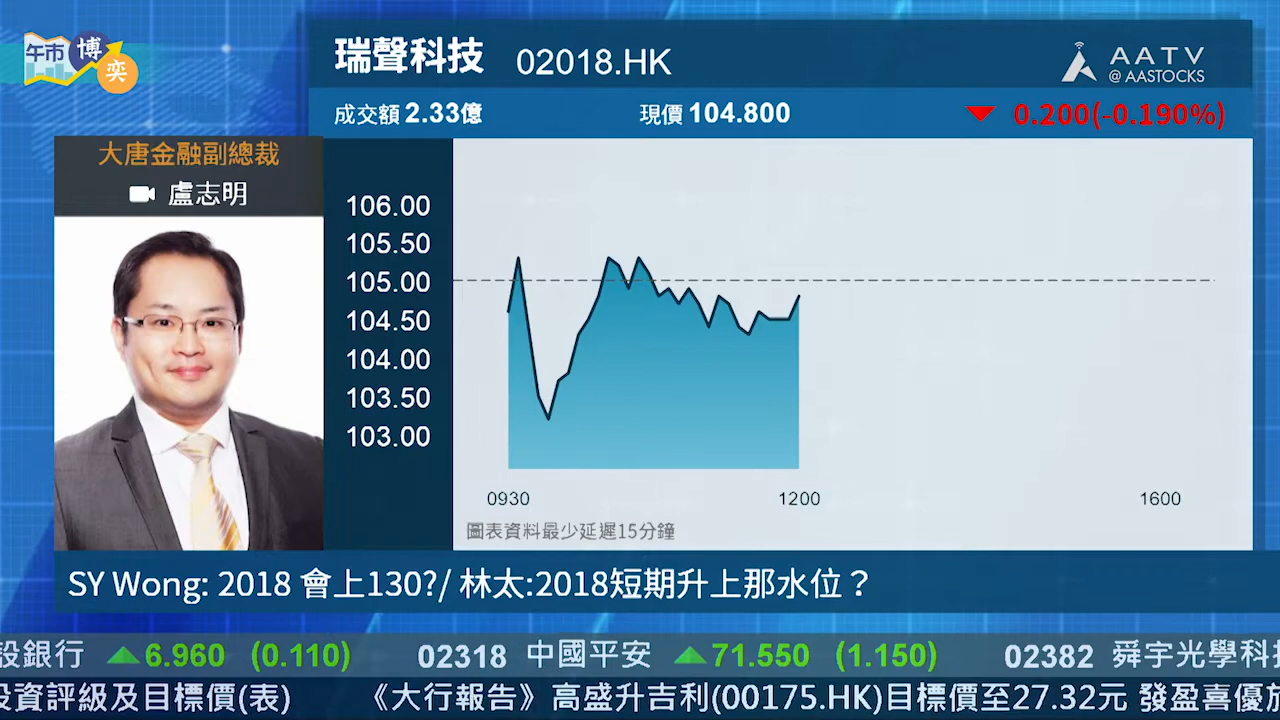 午市 博奕
瑞聲科技 02018.HK
AATV
@ AASTOCKS
成交額 2.33億 現價 104.800 0.200(-0.190%)
大唐金融副總裁
盧志明
106.00
105.50
105.00
104.50
104.00
103.50
103.00
0930 1200 1600
圖表資料最少延遲15分鐘
SY Wong: 2018 會上130?/ 林太:2018短期升上那水位？
設銀行 6.960 (0.110) 02318 中國平安 71.550 (1.150) 02382 舜宇光學科技
投資評級及目標價(表) 《大行報告》高盛升吉利(00175.HK)目標價至27.32元 發盈喜優於